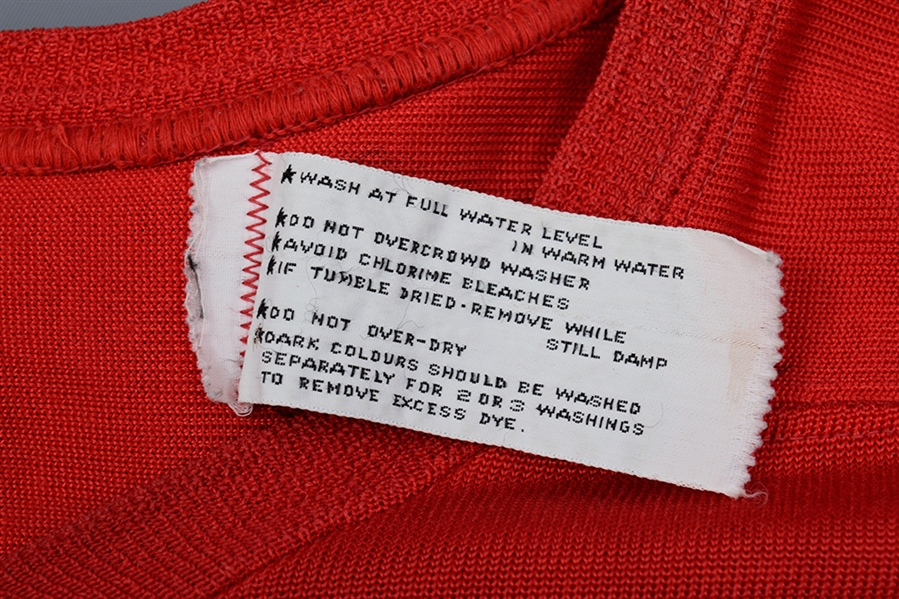 ★WASH AT FULL WATER LEVEL
IN WARM WATER
★DO NOT OVERCROWD WASHER
★AVOID CHLORIME BLEACHES
★IF TUMBLE DRIED-REMOVE WHILE
STILL DAMP
★DO NOT OVER-DRY
★DARK COLOURS SHOULD BE WASHED
SEPARATELY FOR 2 OR 3 WASHINGS
TO REMOVE EXCESS DYE.